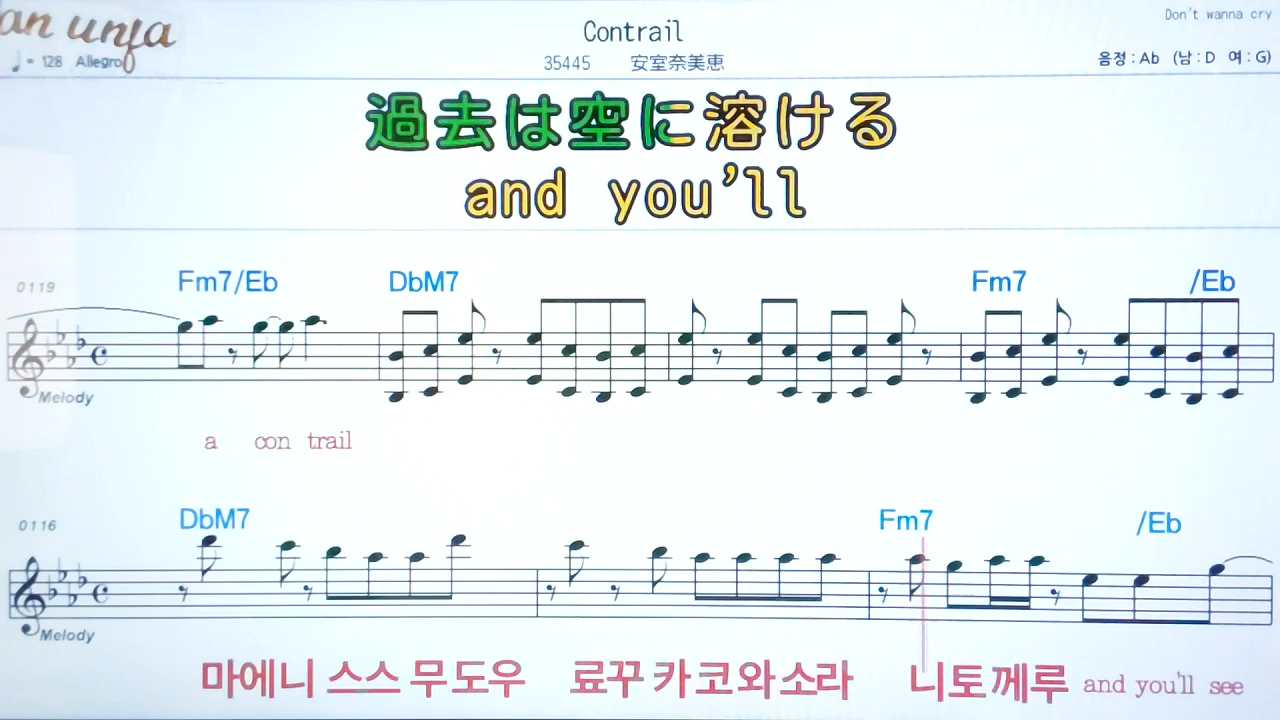 Don't wanna cry
Contrail
♩= 128 Allegro
35445 安室奈美恵
음정 : Ab (남 : D 여 : G)
過去は空に溶ける
and you'll
0119
Fm7/Eb DbM7 Fm7 /Eb
Melody
a con trail
0116
DbM7 Fm7 /Eb
Melody
마에니 스스 무 도우 료꾸 카 코 와 소라 니 토 께 루 and you'll see